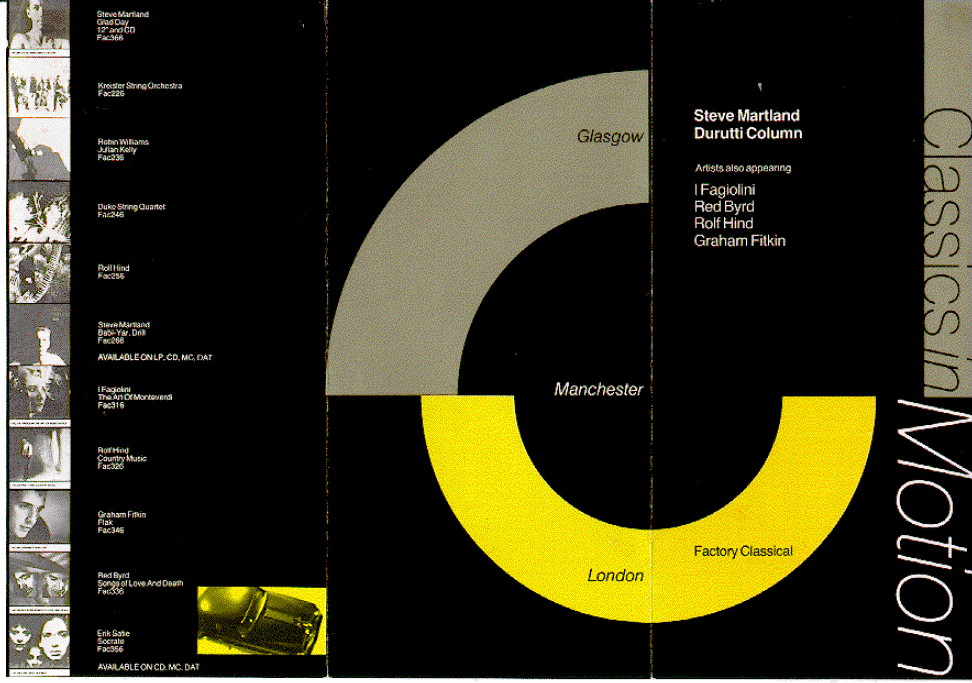 Steve Martland
Glad Day
12" and CD
Fac366
Kreisler String Orchestra
Fac226
Robin Williams
Julian Kelly
Fac236
Duke String Quartet
Fac246
Rolf Hind
Fac256
Steve Martland
Babi-Yar, Drill
Fac266
AVAILABLE ON LP, CD, MC, DAT
I Fagiolini
The Art Of Monteverdi
Fac316
Rolf Hind
Country Music
Fac326
Graham Fitkin
Flak
Fac346
Red Byrd
Songs of Love And Death
Fac336
Erik Satie
Socrate
Fac356
AVAILABLE ON CD, MC, DAT
Glasgow
Manchester
London
Steve Martland
Durutti Column
Artists also appearing
I Fagiolini
Red Byrd
Rolf Hind
Graham Fitkin
Factory Classical
Classics in
Motion